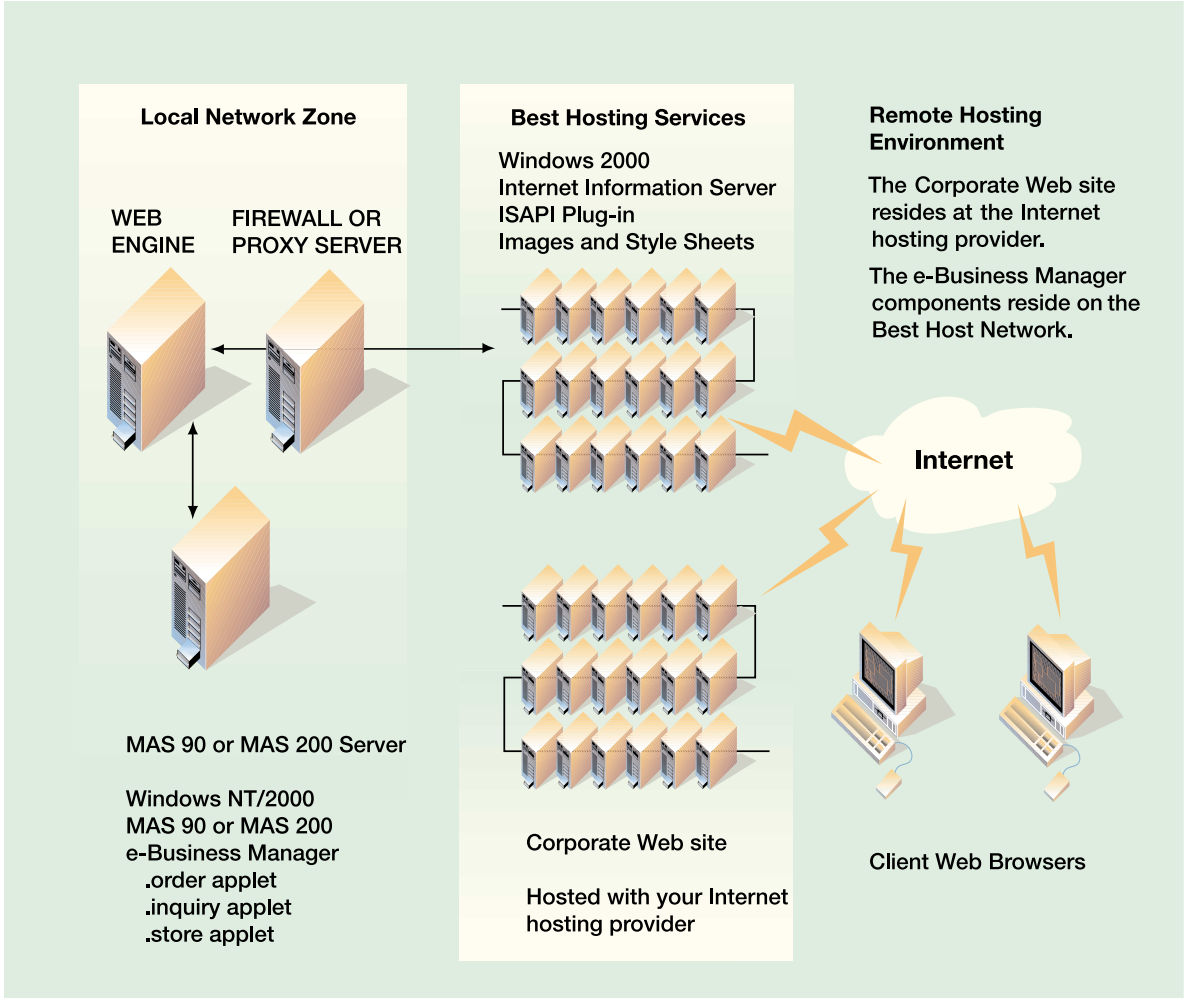 Local Network Zone
WEB
ENGINE
FIREWALL OR
PROXY SERVER
MAS 90 or MAS 200 Server
Windows NT/2000
MAS 90 or MAS 200
e-Business Manager
.order applet
.inquiry applet
.store applet
Best Hosting Services
Windows 2000
Internet Information Server
ISAPI Plug-in
Images and Style Sheets
Corporate Web site
Hosted with your Internet
hosting provider
Remote Hosting
Environment
The Corporate Web site
resides at the Internet
hosting provider.
The e-Business Manager
components reside on the
Best Host Network.
Internet
Client Web Browsers